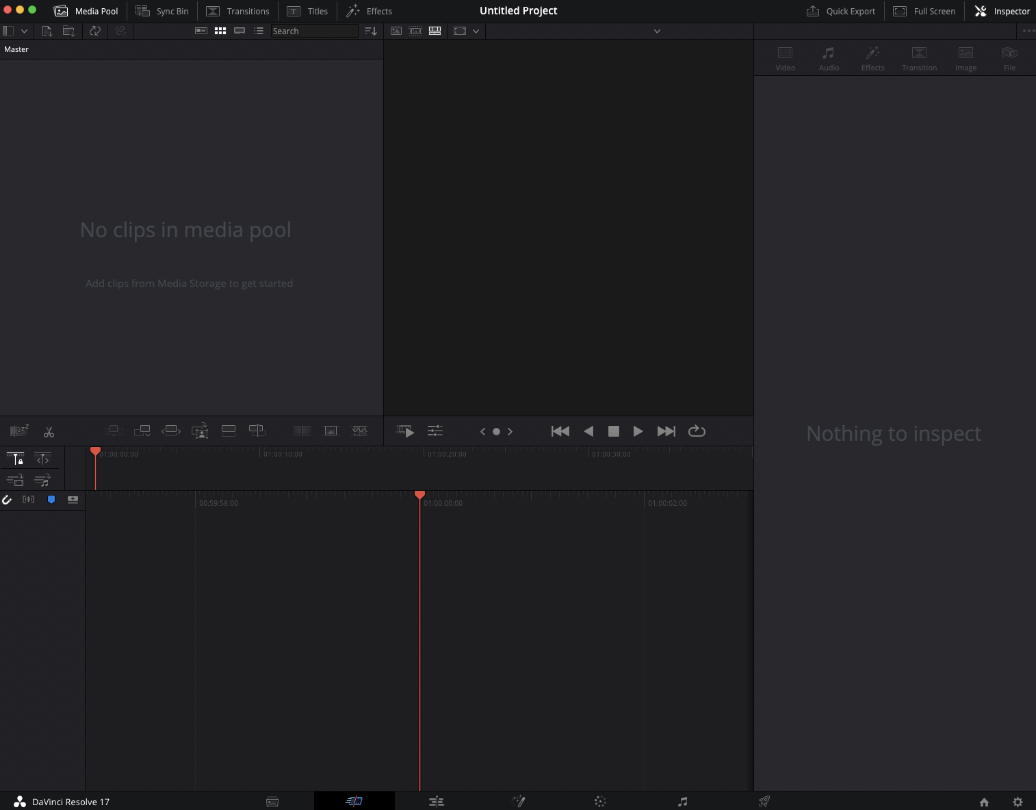 Media Pool Sync Bin Transitions Titles Effects Untitled Project Quick Export Full Screen Inspector
Search
Master
Video Audio Effects Transition Image File
No clips in media pool
Add clips from Media Storage to get started
Nothing to inspect
01:00:00:00 01:00:10:00 01:00:20:00 01:00:30:00
00:59:58:00 01:00:00:00 01:00:02:00
DaVinci Resolve 17